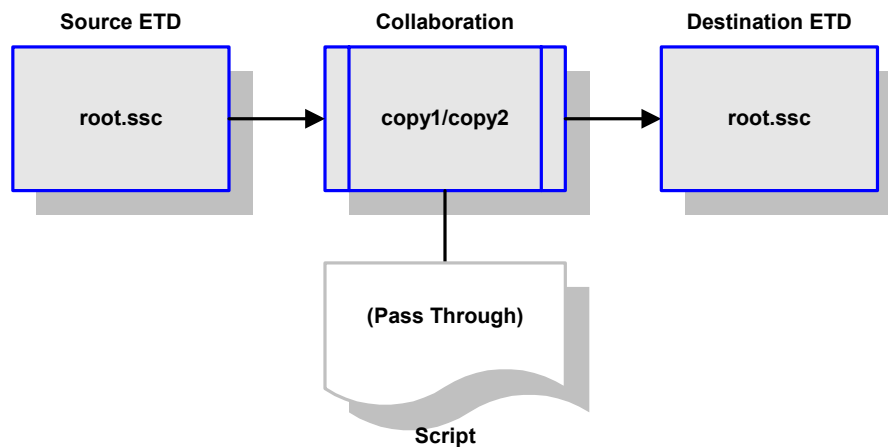 Source ETD
Collaboration
Destination ETD
root.ssc
copy1/copy2
root.ssc
(Pass Through)
Script